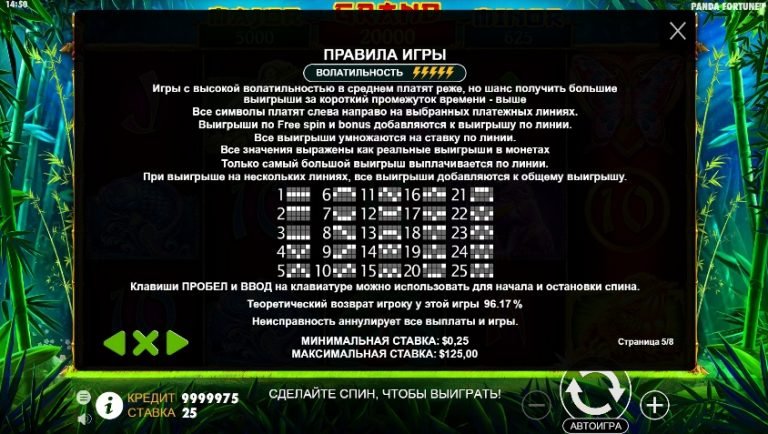 14:50
PANDA FORTUNE™
GRAND
5000
20000
625
ПРАВИЛА ИГРЫ
ВОЛАТИЛЬНОСТЬ
Игры с высокой волатильностью в среднем платят реже, но шанс получить большие
выигрыши за короткий промежуток времени - выше
Все символы платят слева направо на выбранных платежных линиях.
Выигрыши по Free spin и bonus добавляются к выигрышу по линии.
Все выигрыши умножаются на ставку по линии.
Все значения выражены как реальные выигрыши в монетах
Только самый большой выигрыш выплачивается по линии.
При выигрыше на нескольких линиях, все выигрыши добавляются к общему выигрышу.
1 6 11 16 21
2 7 12 17 22
3 8 13 18 23
4 9 14 19 24
5 10 15 20 25
Клавиши ПРОБЕЛ и ВВОД на клавиатуре можно использовать для начала и остановки спина.
Теоретический возврат игроку у этой игры 96.17%
Неисправность аннулирует все выплаты и игры.
МИНИМАЛЬНАЯ СТАВКА: $0,25
МАКСИМАЛЬНАЯ СТАВКА: $125,00
Страница 5/8
КРЕДИТ 9999975
СТАВКА 25
СДЕЛАЙТЕ СПИН, ЧТОБЫ ВЫИГРАТЬ!
АВТОИГРА